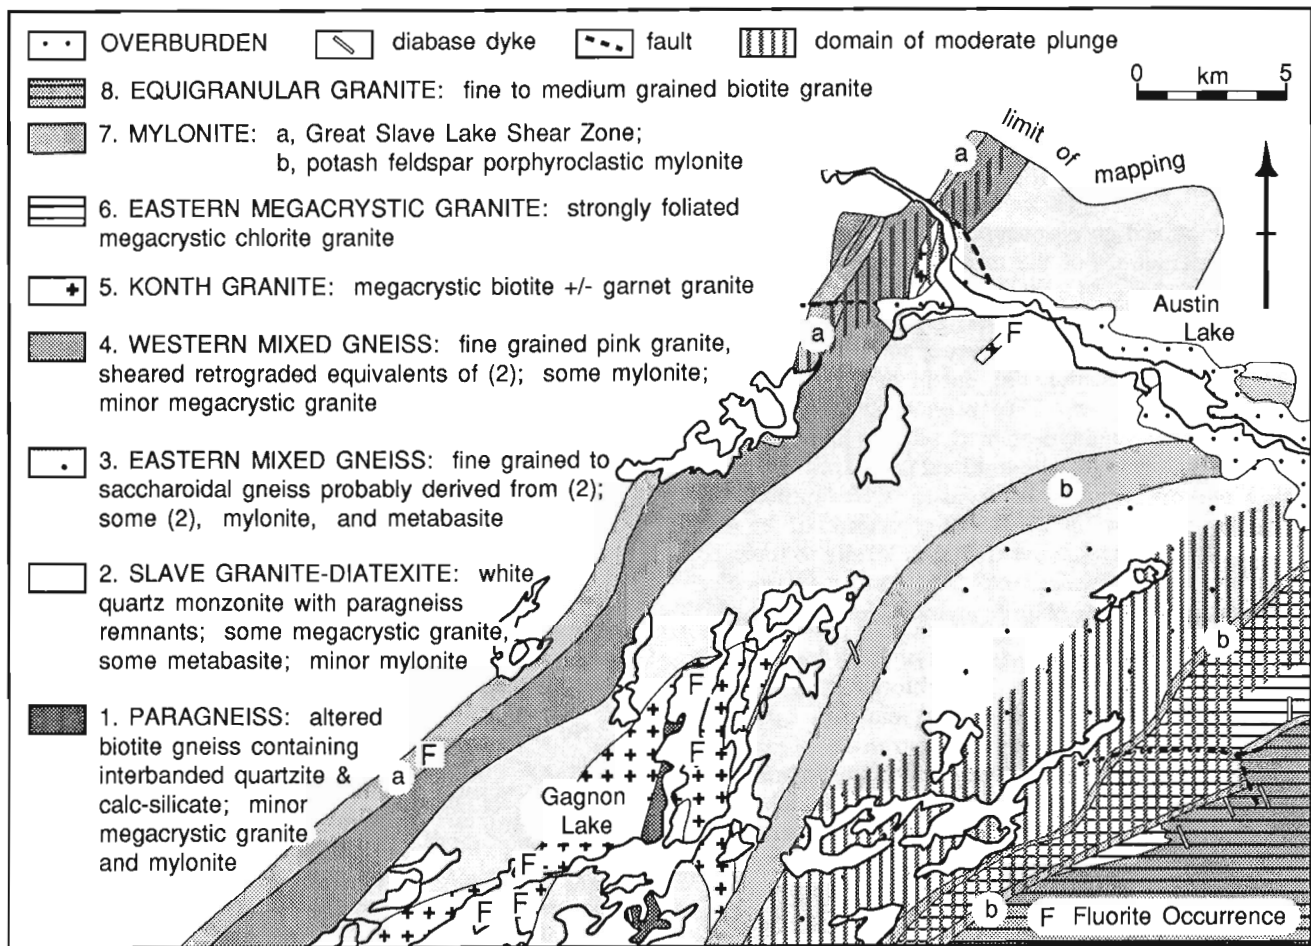 OVERBURDEN
diabase dyke
fault
domain of moderate plunge
0 km 5
8. EQUIGRANULAR GRANITE: fine to medium grained biotite granite
7. MYLONITE: a, Great Slave Lake Shear Zone;
b, potash feldspar porphyroclastic mylonite
6. EASTERN MEGACRYSTIC GRANITE: strongly foliated
megacrystic chlorite granite
5. KONTH GRANITE: megacrystic biotite +/- garnet granite
4. WESTERN MIXED GNEISS: fine grained pink granite,
sheared retrograded equivalents of (2); some mylonite;
minor megacrystic granite
3. EASTERN MIXED GNEISS: fine grained to
saccharoidal gneiss probably derived from (2);
some (2), mylonite, and metabasite
2. SLAVE GRANITE-DIATEXITE: white
quartz monzonite with paragneiss
remnants; some megacrystic granite,
some metabasite; minor mylonite
1. PARAGNEISS: altered
biotite gneiss containing
interbanded quartzite &
calc-silicate; minor
megacrystic granite
and mylonite
limit of mapping
a
Austin
Lake
a
F
b
b
F
F
F
a
Gagnon
Lake
F
F
F
b
F Fluorite Occurrence